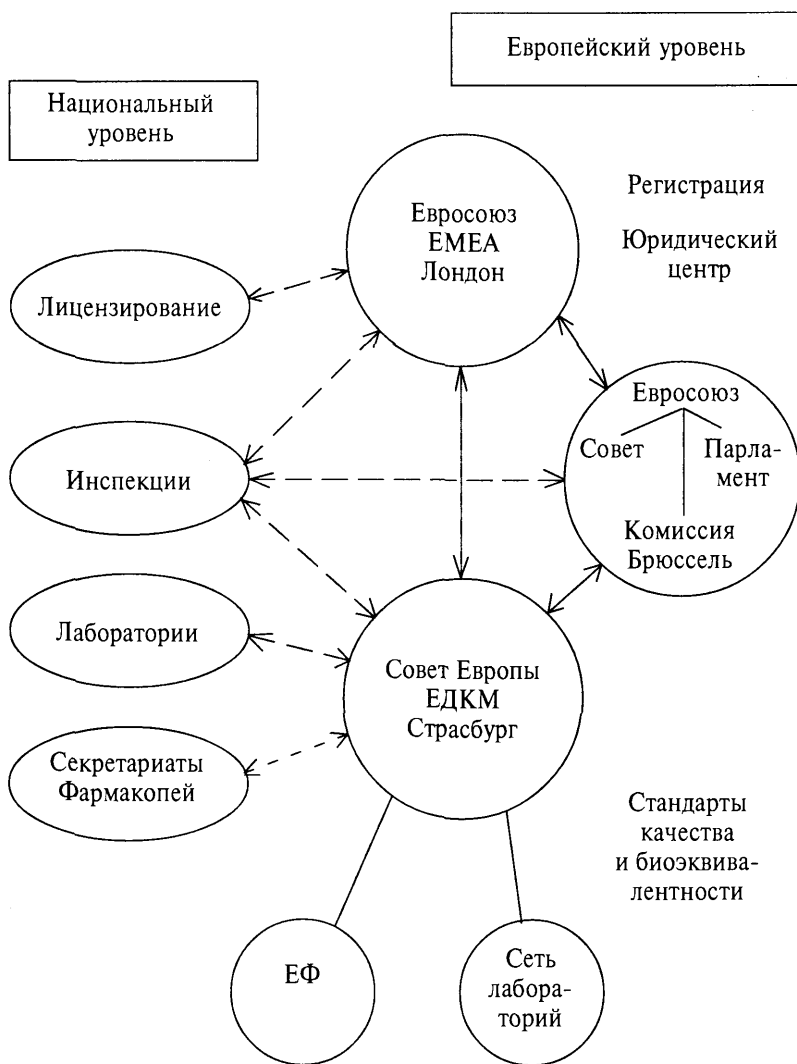 Европейский уровень
Национальный
уровень
Регистрация
Юридический
центр
Евросоюз
ЕМЕА
Лондон
Лицензирование
Евросоюз
Совет
Парла-
мент
Комиссия
Брюссель
Инспекции
Лаборатории
Совет Европы
ЕДКМ
Страсбург
Секретариаты
Фармакопей
Стандарты
качества
и биоэквива-
лентности
ЕФ
Сеть
лабора-
торий